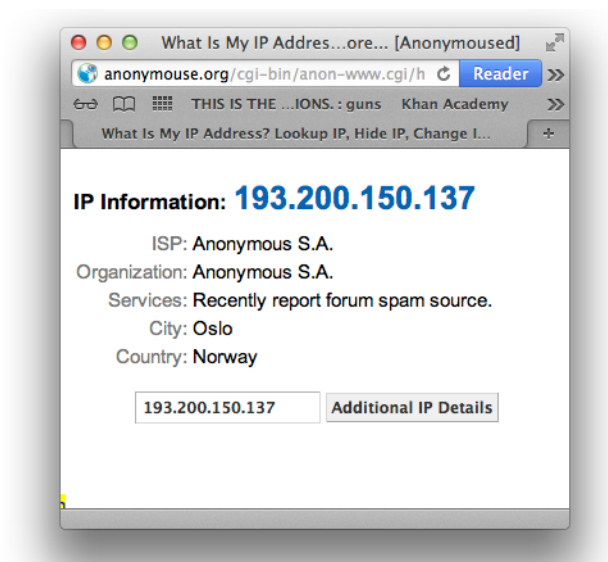 What Is My IP Addres...ore... [Anonymoused]
anonymouse.org/cgi-bin/anon-www.cgi/h Reader »
THIS IS THE ...IONS. : guns Khan Academy »
What Is My IP Address? Lookup IP, Hide IP, Change I... +
IP Information: 193.200.150.137
ISP: Anonymous S.A.
Organization: Anonymous S.A.
Services: Recently report forum spam source.
City: Oslo
Country: Norway
193.200.150.137 Additional IP Details